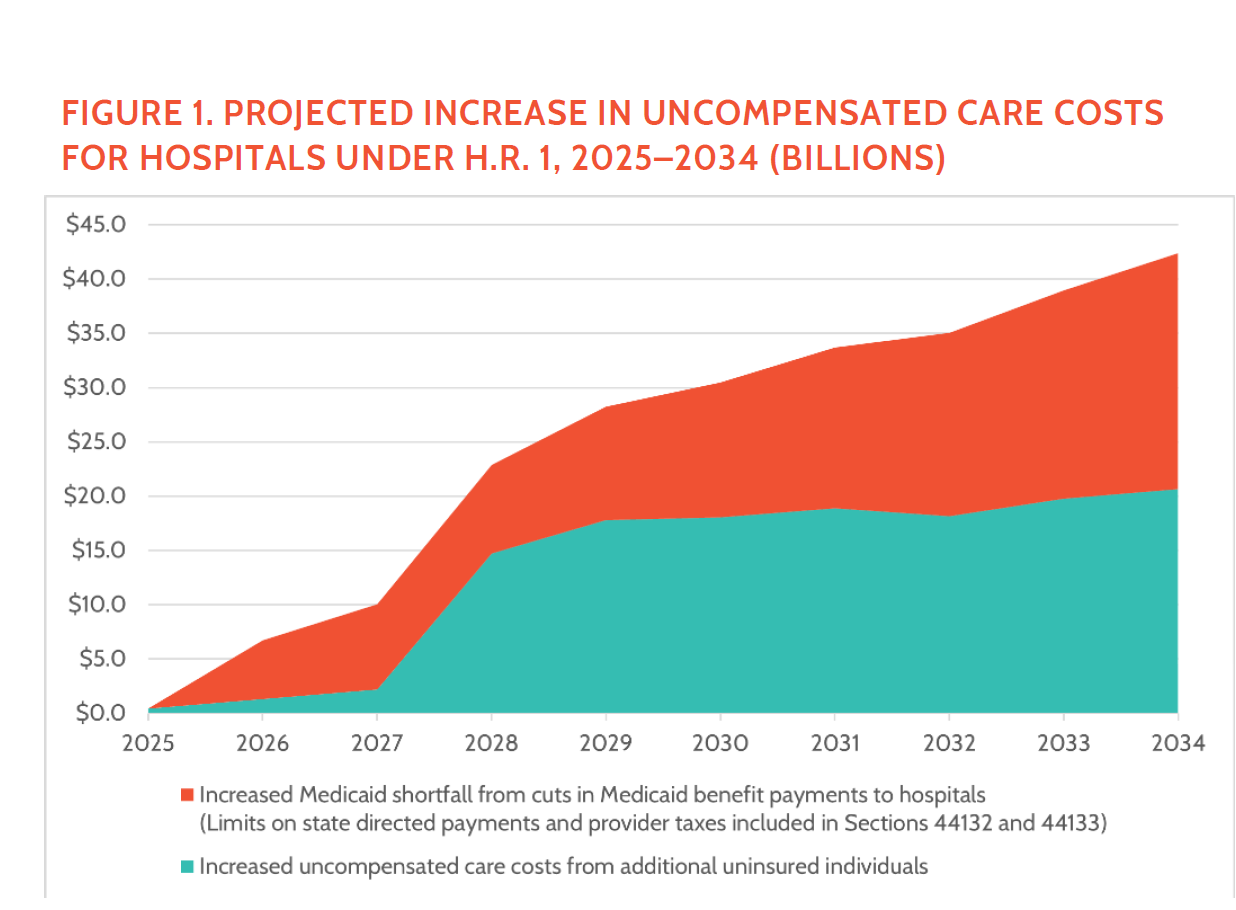 FIGURE 1. PROJECTED INCREASE IN UNCOMPENSATED CARE COSTS
FOR HOSPITALS UNDER H.R. 1, 2025–2034 (BILLIONS)
$45.0
$40.0
$35.0
$30.0
$25.0
$20.0
$15.0
$10.0
$5.0
$0.0
2025 2026 2027 2028 2029 2030 2031 2032 2033 2034
Increased Medicaid shortfall from cuts in Medicaid benefit payments to hospitals
(Limits on state directed payments and provider taxes included in Sections 44132 and 44133)
Increased uncompensated care costs from additional uninsured individuals